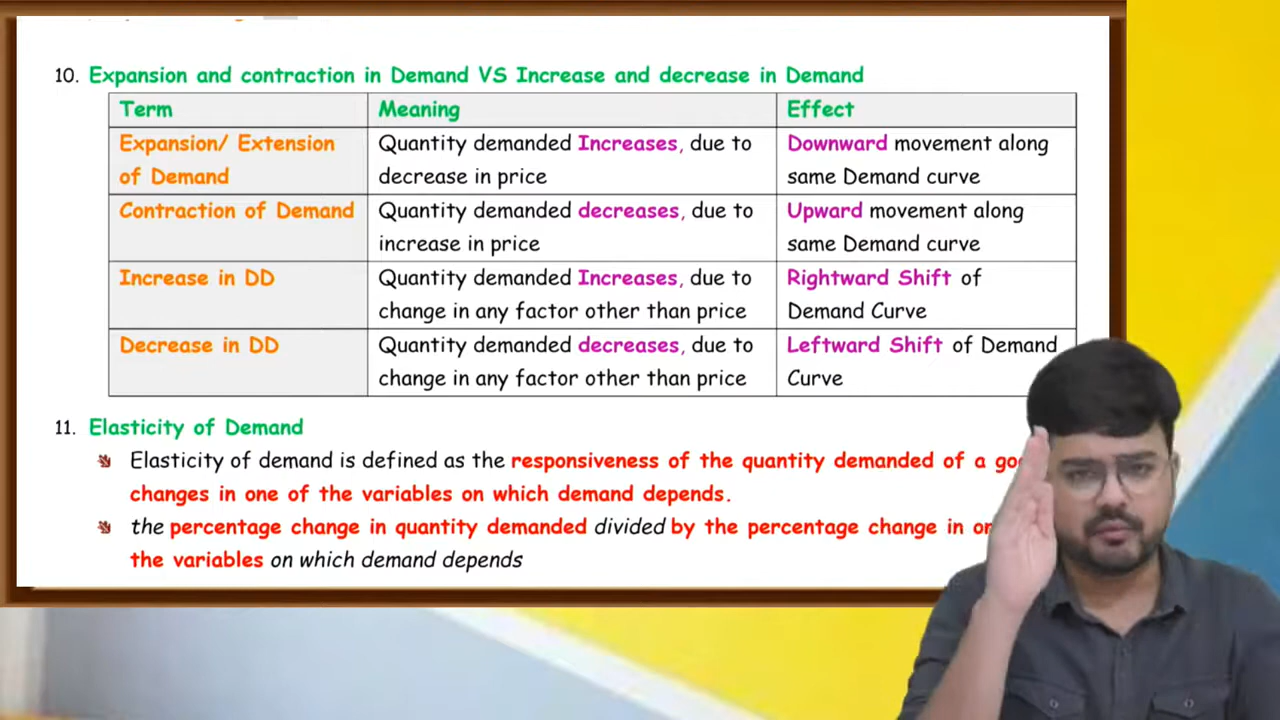 10. Expansion and contraction in Demand VS Increase and decrease in Demand
Term Meaning Effect
Expansion/ Extension of Demand
Quantity demanded Increases, due to decrease in price
Downward movement along same Demand curve
Contraction of Demand
Quantity demanded decreases, due to increase in price
Upward movement along same Demand curve
Increase in DD
Quantity demanded Increases, due to change in any factor other than price
Rightward Shift of Demand Curve
Decrease in DD
Quantity demanded decreases, due to change in any factor other than price
Leftward Shift of Demand Curve
11. Elasticity of Demand
Elasticity of demand is defined as the responsiveness of the quantity demanded of a
changes in one of the variables on which demand depends.
the percentage change in quantity demanded divided by the percentage change in
the variables on which demand depends